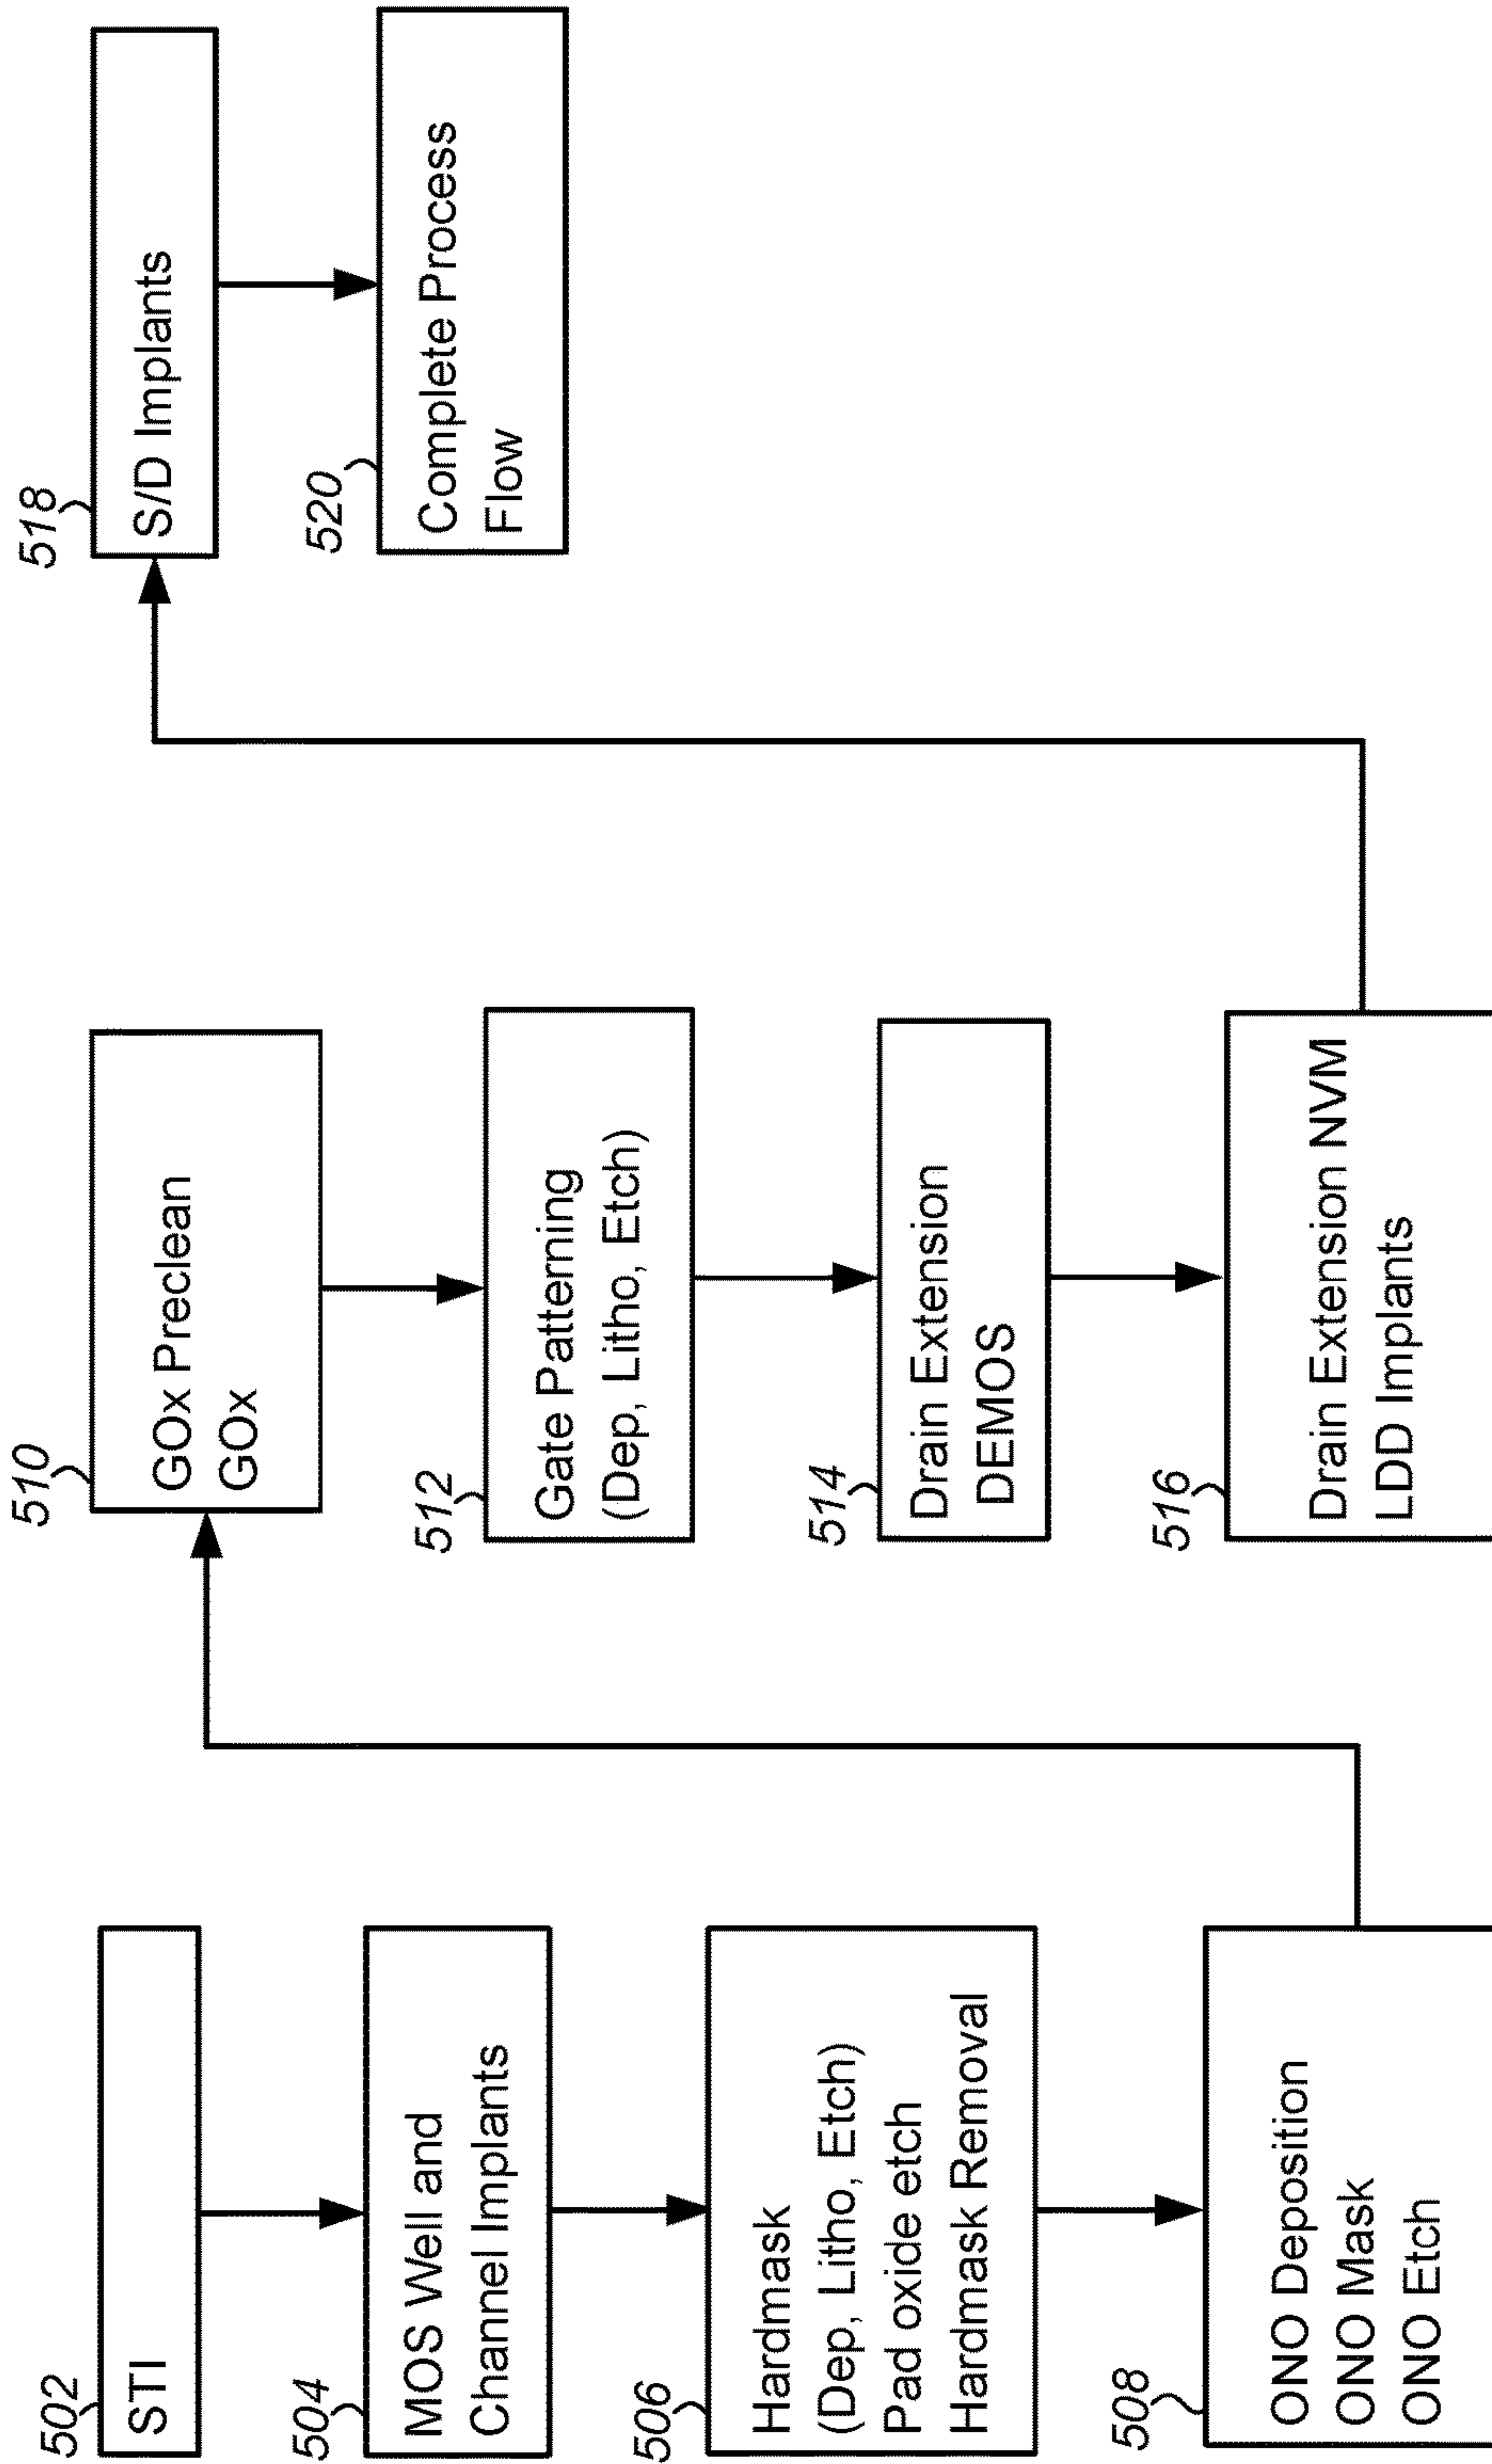 502
STI
504
MOS Well and
Channel Implants
506
Hardmask
(Dep, Litho, Etch)
Pad oxide etch
Hardmask Removal
508
ONO Deposition
ONO Mask
ONO Etch
510
GOx Preclean
GOx
512
Gate Patterning
(Dep, Litho, Etch)
514
Drain Extension
DEMOS
516
Drain Extension NVM
LDD Implants
518
S/D Implants
520
Complete Process
Flow